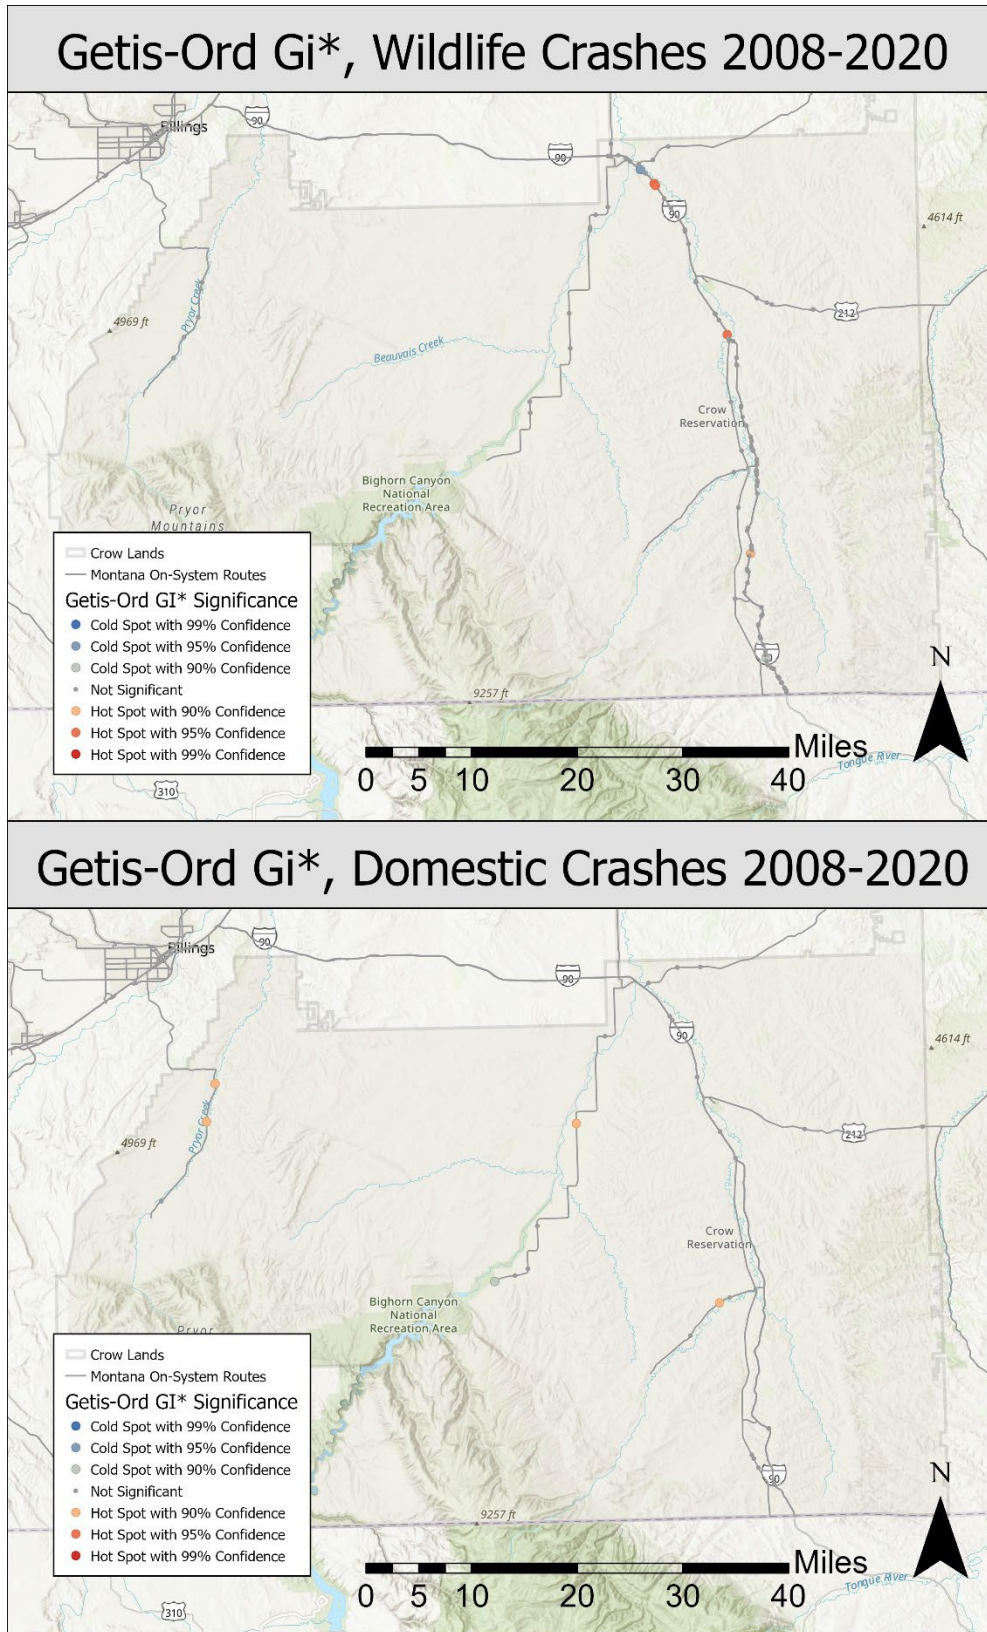 Getis-Ord Gi*, Wildlife Crashes 2008-2020
90
Billings
90
90
4614 ft
Pryor Creek
212
4969 ft
Beauvais Creek
Crow
Reservation
Bighorn Canyon
National
Recreation Area
Pryor
Mountains
Crow Lands
Montana On-System Routes
Getis-Ord GI* Significance
Cold Spot with 99% Confidence
Cold Spot with 95% Confidence
Cold Spot with 90% Confidence
Not Significant
Hot Spot with 90% Confidence
Hot Spot with 95% Confidence
Hot Spot with 99% Confidence
N
9257 ft
Miles
0 10 20 30 40
Tongue River
310
Getis-Ord Gi*, Domestic Crashes 2008-2020
90
Billings
90
90
4614 ft
Pryor Creek
212
4969 ft
Crow
Reservation
Bighorn Canyon
National
Recreation Area
Pryor
Crow Lands
Montana On-System Routes
Getis-Ord GI* Significance
Cold Spot with 99% Confidence
Cold Spot with 95% Confidence
Cold Spot with 90% Confidence
Not Significant
Hot Spot with 90% Confidence
Hot Spot with 95% Confidence
Hot Spot with 99% Confidence
90
N
9257 ft
Miles
0 10 20 30 40
Tongue River
310